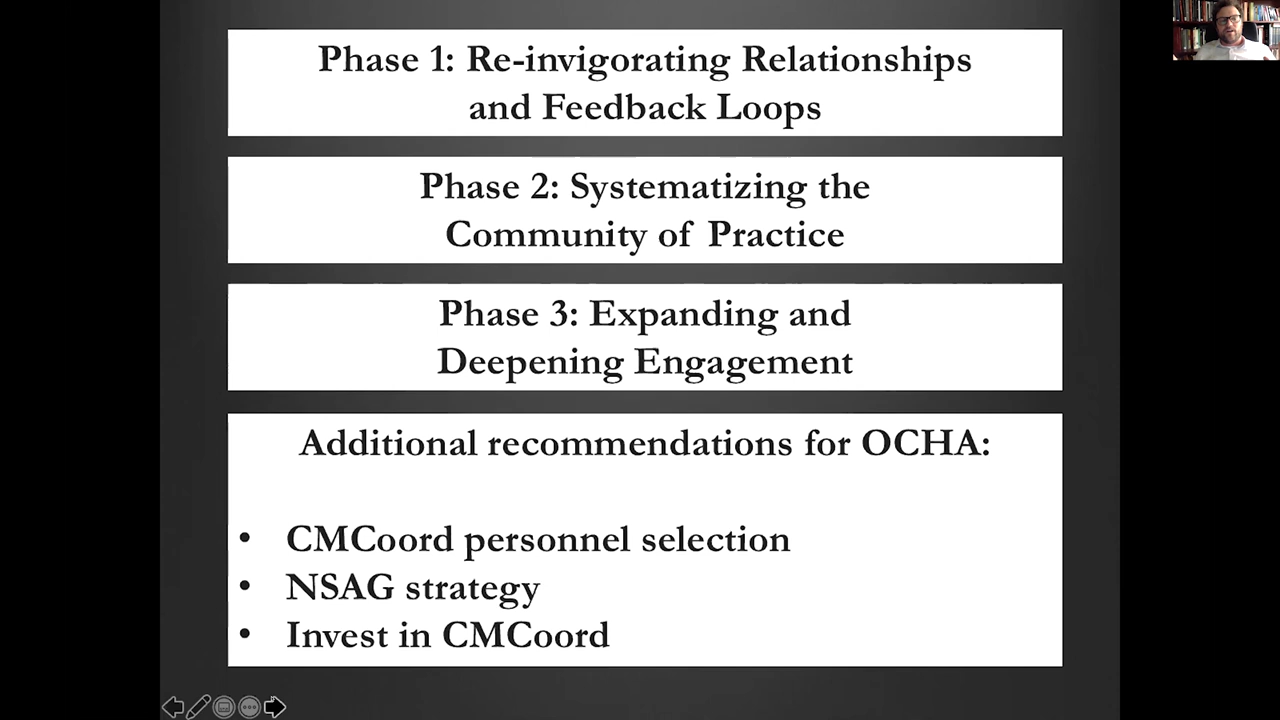 Phase 1: Re-invigorating Relationships
and Feedback Loops
Phase 2: Systematizing the
Community of Practice
Phase 3: Expanding and
Deepening Engagement
Additional recommendations for OCHA:
• CMCoord personnel selection
• NSAG strategy
• Invest in CMCoord